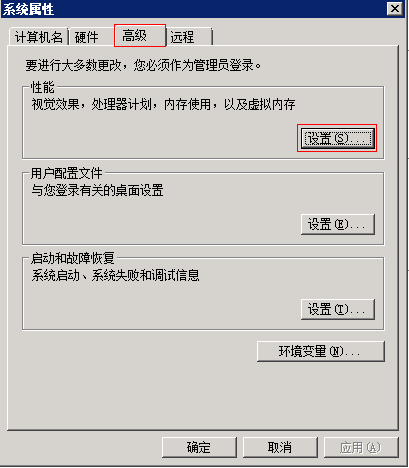 系统属性
计算机名 硬件 高级 远程
要进行大多数更改，您必须作为管理员登录。
性能
视觉效果，处理器计划，内存使用，以及虚拟内存
设置(S)...
用户配置文件
与您登录有关的桌面设置
设置(E)...
启动和故障恢复
系统启动、系统失败和调试信息
设置(T)...
环境变量(N)...
确定 取消 应用(A)